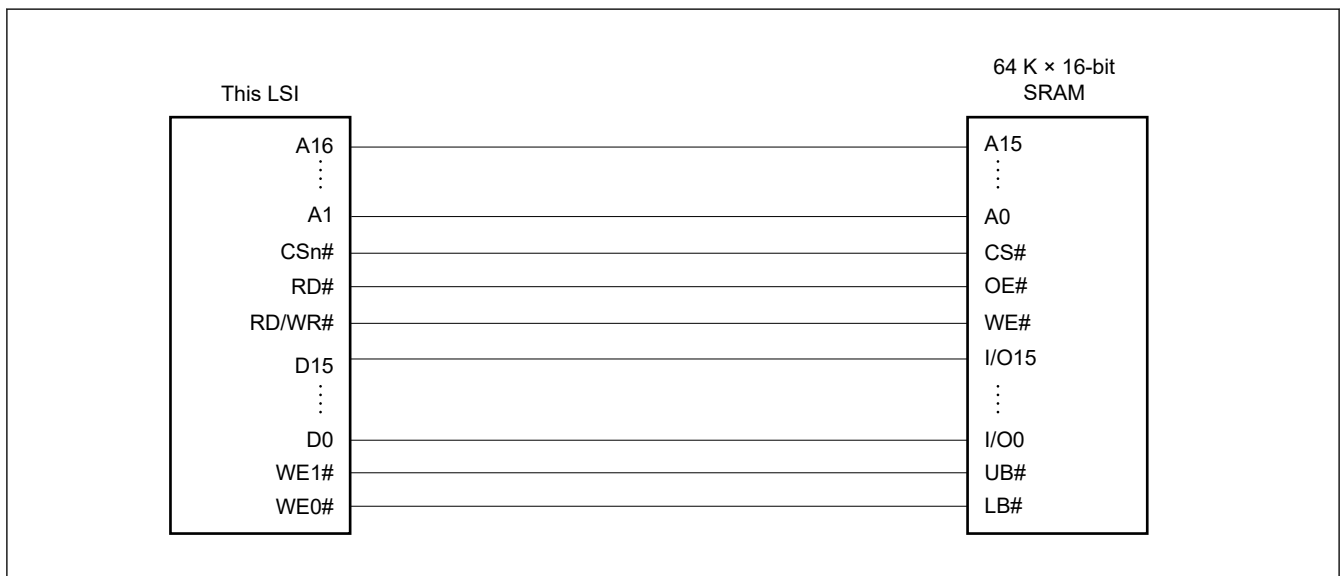 This LSI
64 K × 16-bit
SRAM
A16
A15
A1
A0
CSn#
CS#
RD#
OE#
RD/WR#
WE#
D15
I/O15
D0
I/O0
WE1#
UB#
WE0#
LB#